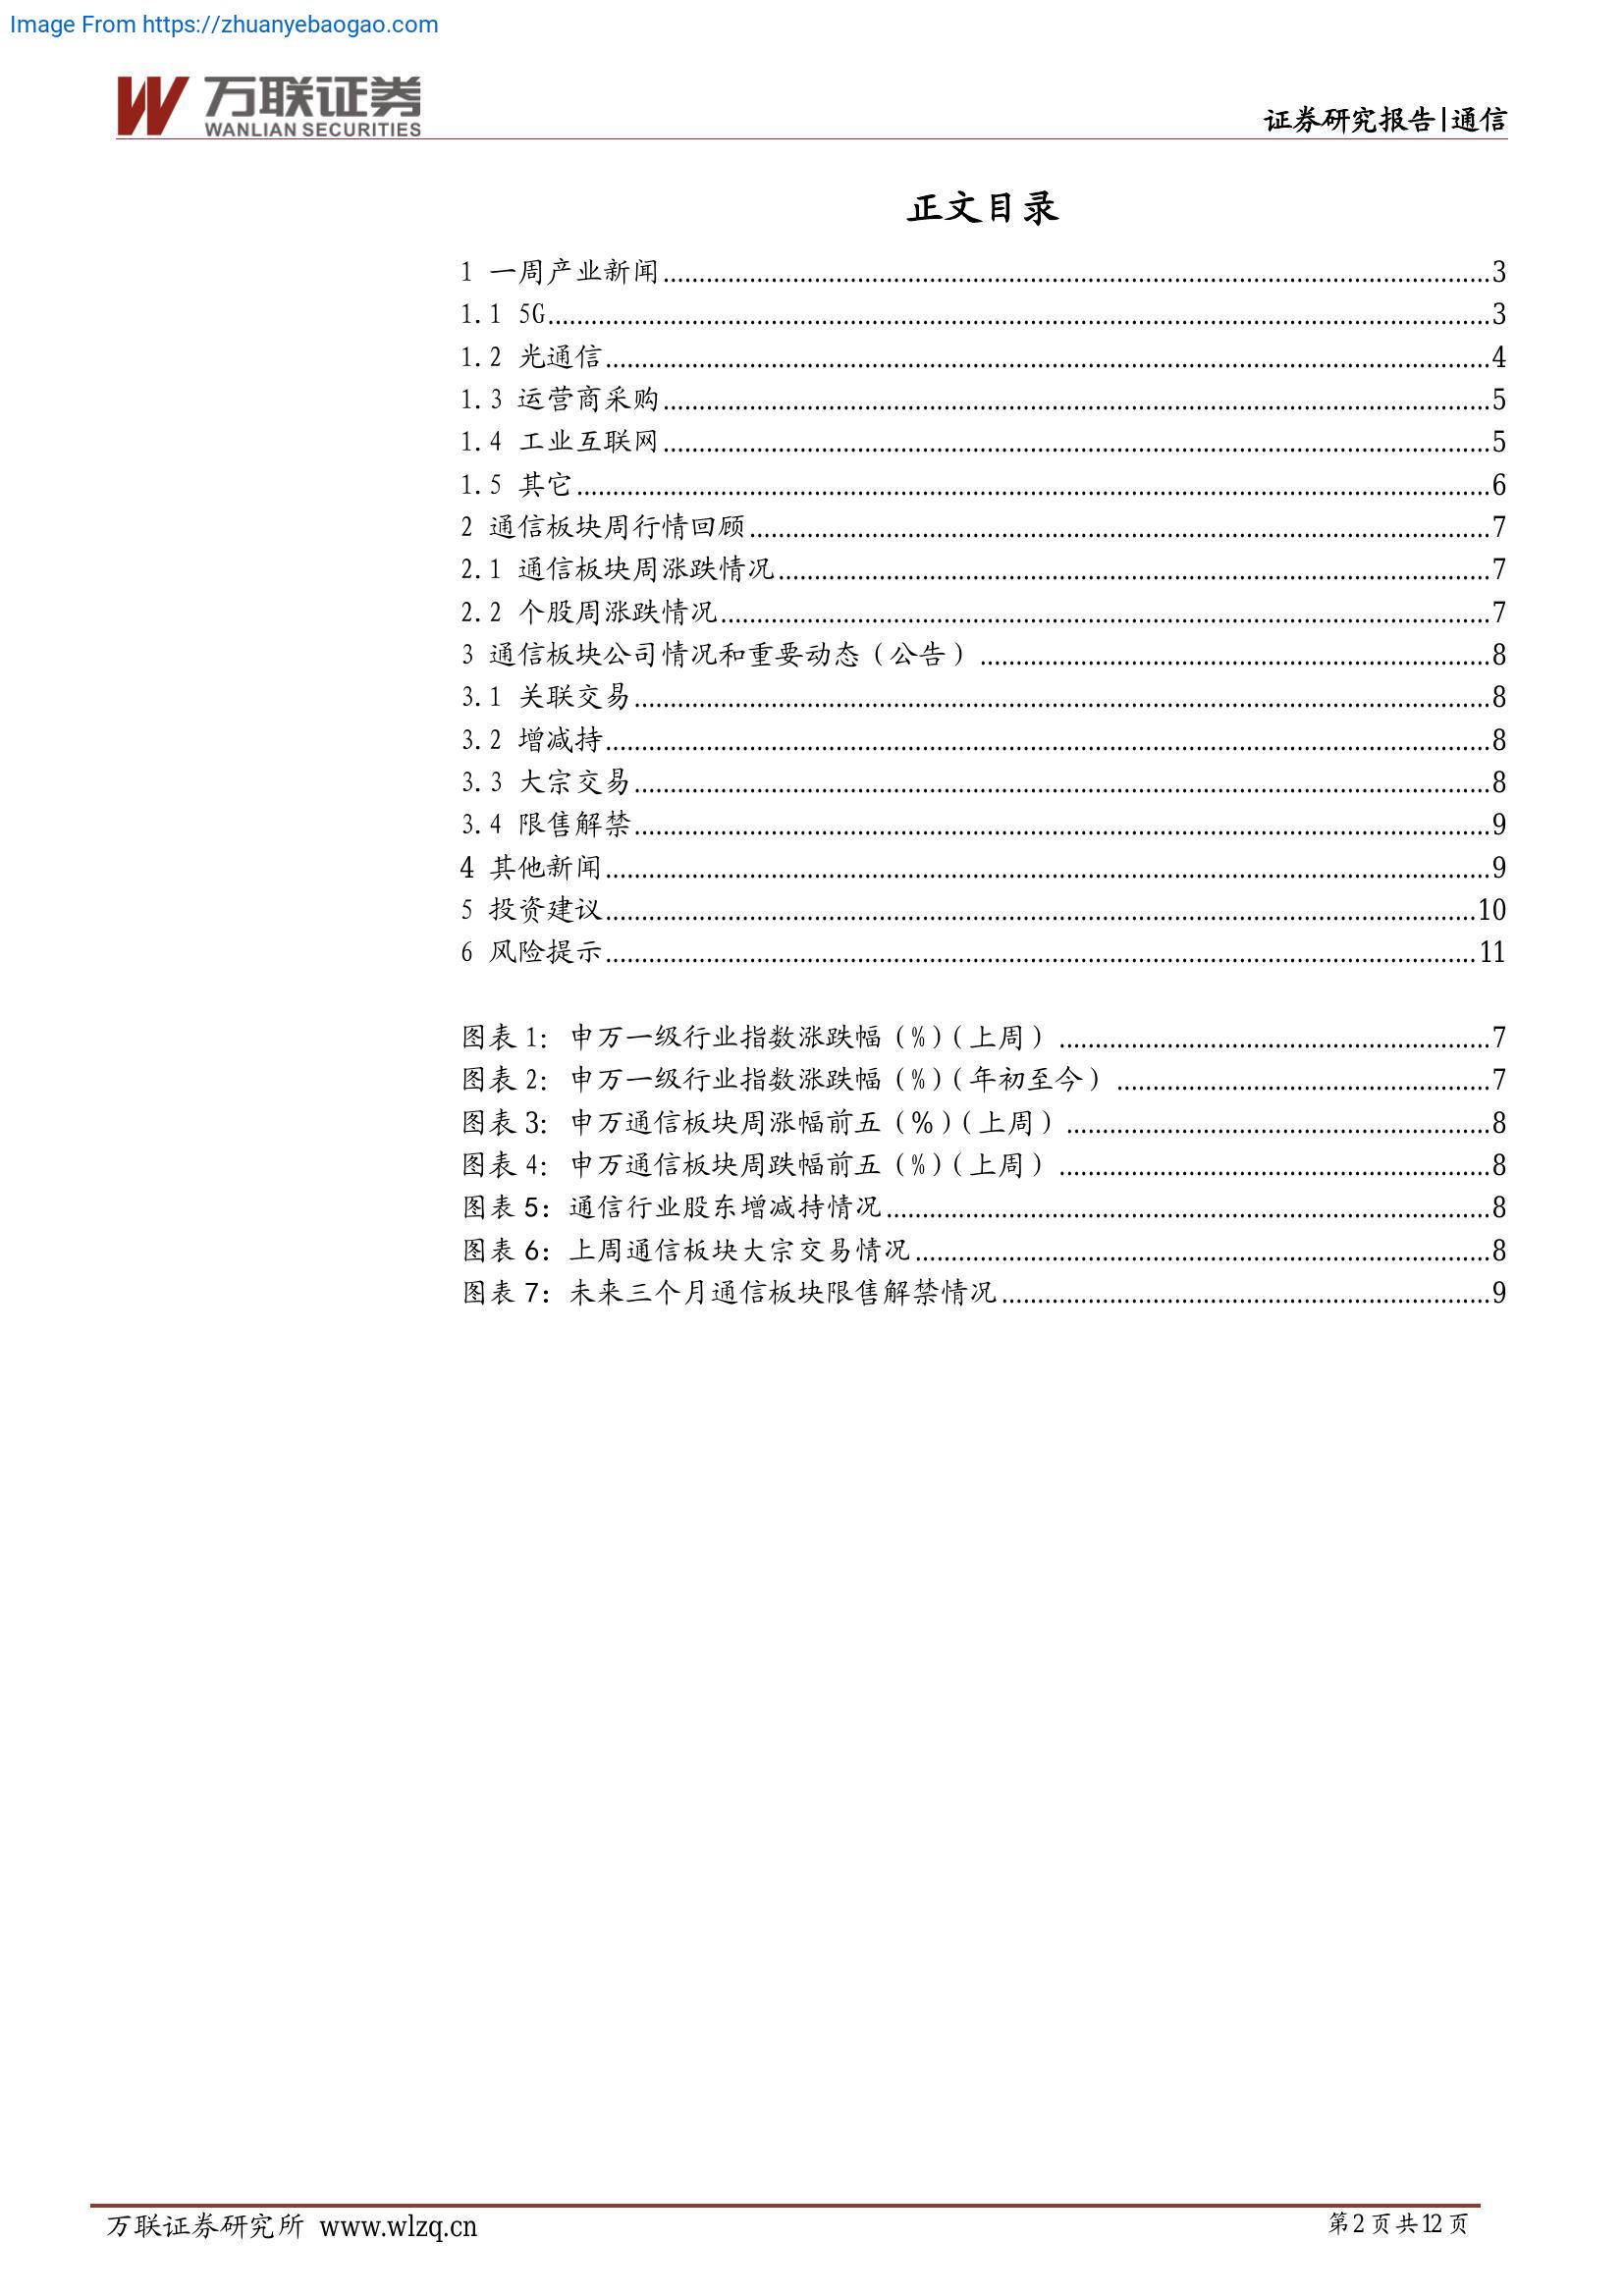 Image From https://zhuanyebaogao.com
万联证券
WANLIAN SECURITIES
证券研究报告|通信
正文目录
1 一周产业新闻........3
1.1 5G........3
1.2 光通信........4
1.3 运营商采购........5
1.4 工业互联网........5
1.5 其它........6
2 通信板块周行情回顾........7
2.1 通信板块周涨跌情况........7
2.2 个股周涨跌情况........7
3 通信板块公司情况和重要动态（公告）........8
3.1 关联交易........8
3.2 增减持........8
3.3 大宗交易........8
3.4 限售解禁........9
4 其他新闻........9
5 投资建议........10
6 风险提示........11
图表 1: 申万一级行业指数涨跌幅（%）（上周）........7
图表 2: 申万一级行业指数涨跌幅（%）（年初至今）........7
图表 3: 申万通信板块周涨幅前五（%）（上周）........8
图表 4: 申万通信板块周跌幅前五（%）（上周）........8
图表 5：通信行业股东增减持情况........8
图表 6：上周通信板块大宗交易情况........8
图表 7：未来三个月通信板块限售解禁情况........9
万联证券研究所 www.wlzq.cn
第 2 页 共 12 页